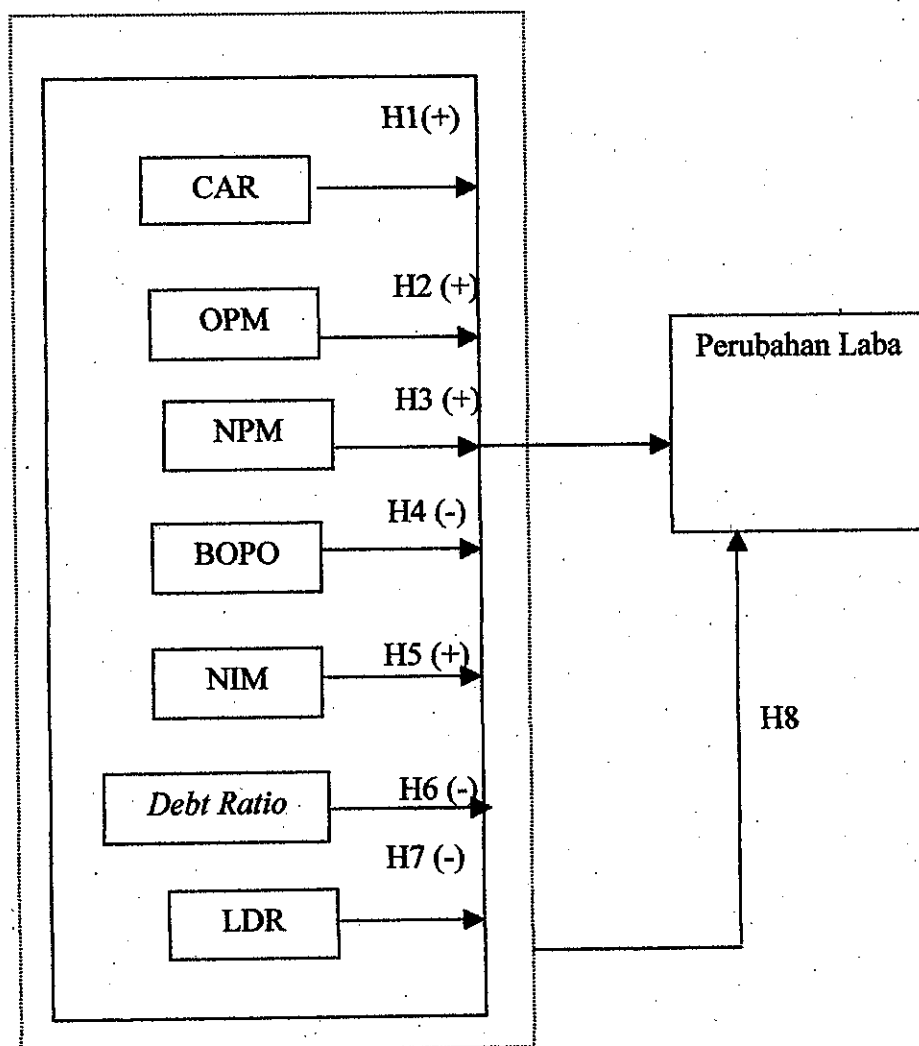 H1(+)
CAR
H2 (+)
OPM
Perubahan Laba
H3 (+)
NPM
H4 (-)
BOPO
H5 (+)
NIM
H8
H6 (-)
Debt Ratio
H7 (-)
LDR